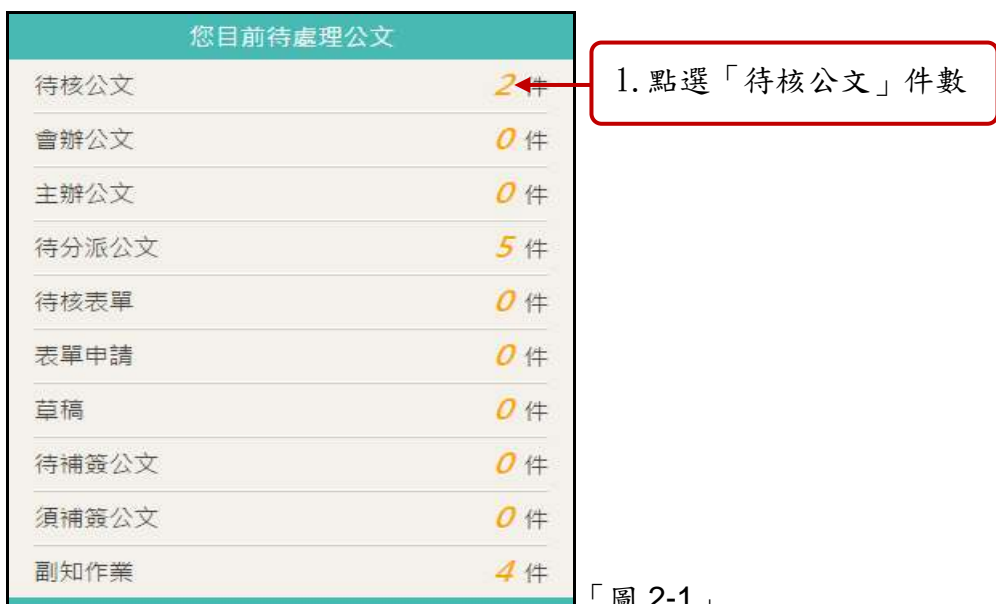 您目前待處理公文
待核公文 2 件
1.點選「待核公文」件數
會辦公文 0 件
主辦公文 0 件
待分派公文 5 件
待核表單 0 件
表單申請 0 件
草稿 0 件
待補簽公文 0 件
須補簽公文 0 件
副知作業 4 件
「圖 2-1」